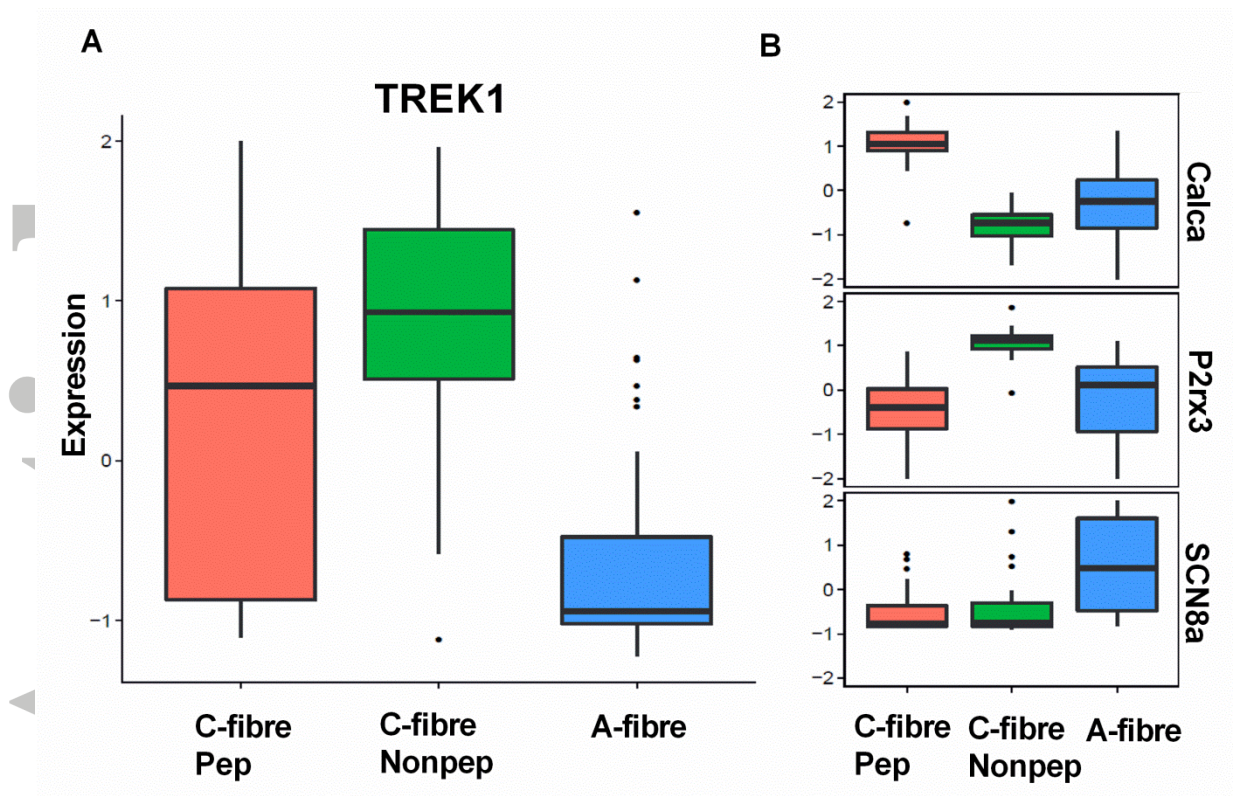 A
B
TREK1
Expression
2
1
0
−1
C-fibre
Pep
C-fibre
Nonpep
A-fibre
2
1
0
−1
−2
Calca
2
1
0
−1
−2
P2rx3
2
1
0
−1
−2
SCN8a
C-fibre
Pep
C-fibre
Nonpep
A-fibre